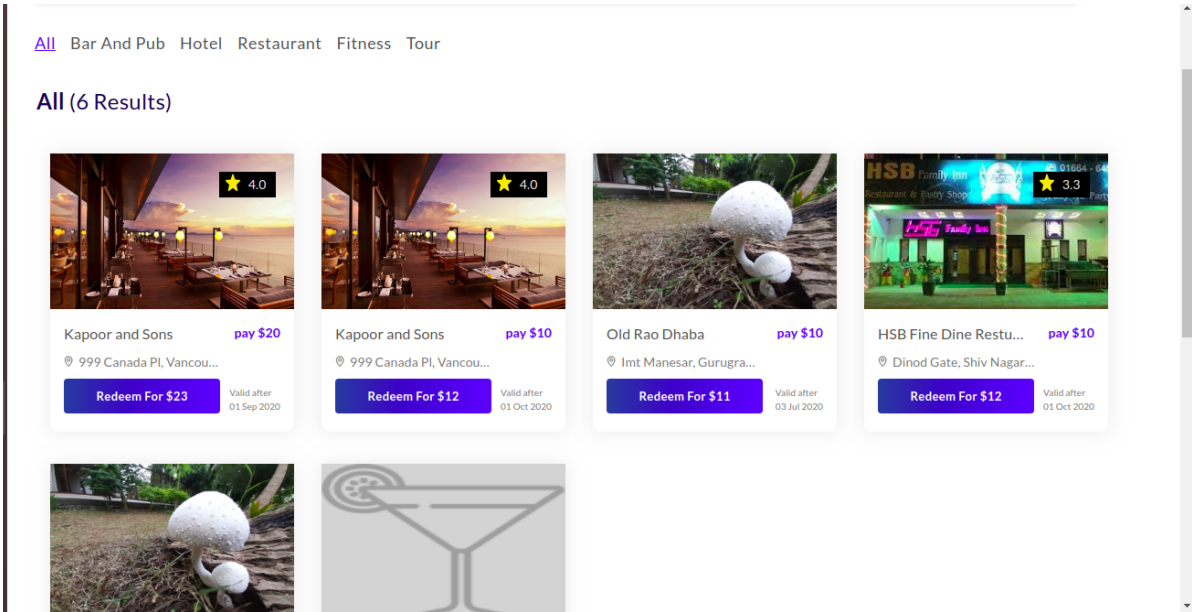 All Bar And Pub Hotel Restaurant Fitness Tour
All (6 Results)
4.0
4.0
HSB Family Inn
01664 - 64
3.3
Restaurant & Pastry Shop
Party
HSB Family Inn
Kapoor and Sons pay $20
999 Canada Pl, Vancou...
Redeem For $23
Valid after
01 Sep 2020
Kapoor and Sons pay $10
999 Canada Pl, Vancou...
Redeem For $12
Valid after
01 Oct 2020
Old Rao Dhaba pay $10
Imt Manesar, Gurugra...
Redeem For $11
Valid after
03 Jul 2020
HSB Fine Dine Restu... pay $10
Dinod Gate, Shiv Nagar...
Redeem For $12
Valid after
01 Oct 2020